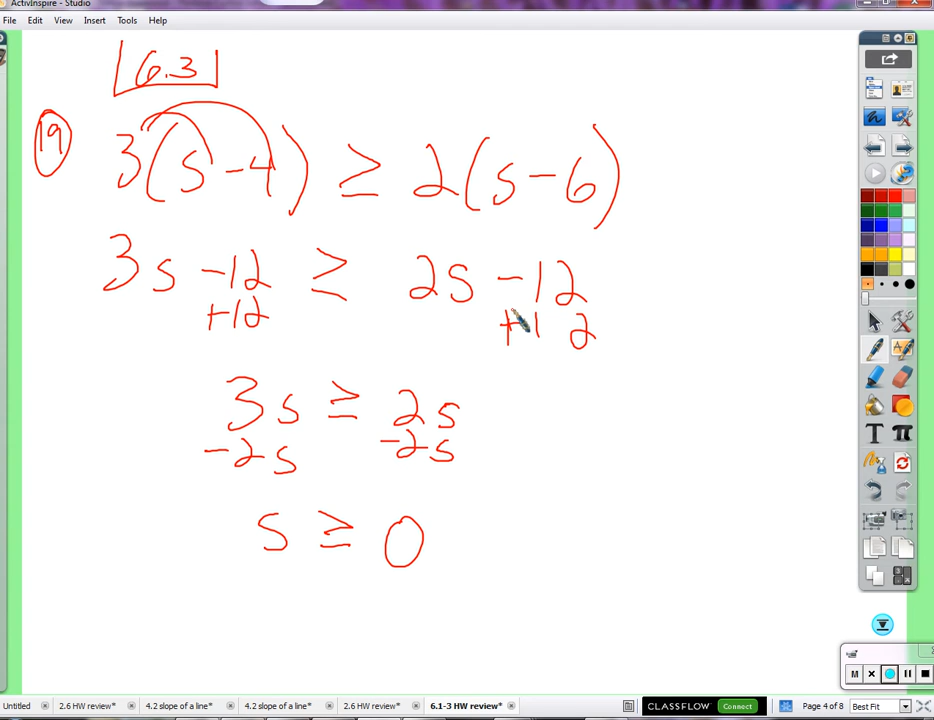 ActivInspire - Studio
File Edit View Insert Tools Help
6.3
19
3(s-4) ≥ 2(s-6)
3s -12 ≥ 2s -12
+12 +12
3s ≥ 2s
-2s -2s
s ≥ 0
Untitled 2.6 HW review* 4.2 slope of a line* 4.2 slope of a line* 2.6 HW review* 6.1-3 HW review* CLASSFLOW Connect Page 4 of 8 Best Fit
M